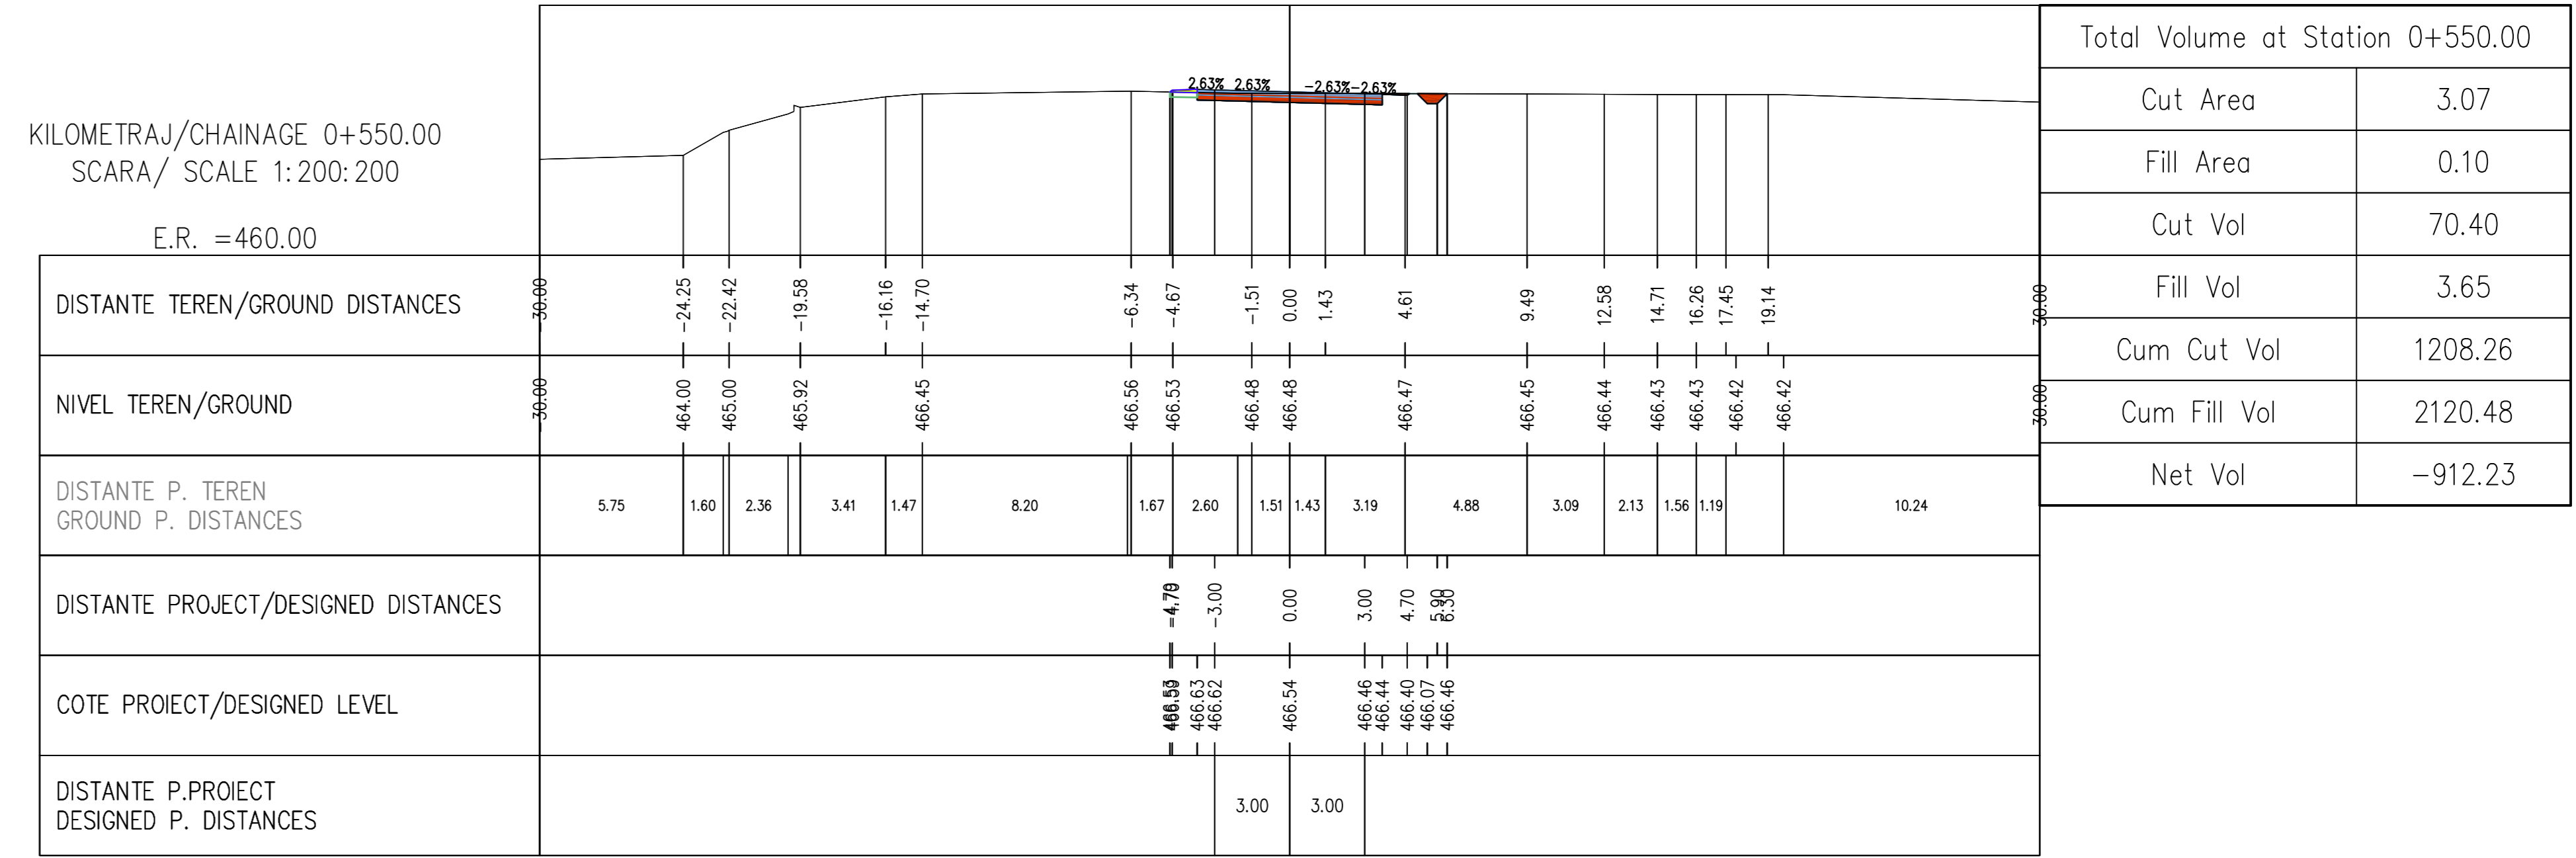 2.63% 2.63% -2.63% -2.63%
KILOMETRAJ/CHAINAGE 0+550.00
SCARA/ SCALE 1:200:200
E.R. =460.00
DISTANTE TEREN/GROUND DISTANCES
-30.00 -24.25 -22.42 -19.58 -16.16 -14.70 -6.34 -4.67 -1.51 0.00 1.43 4.61 9.49 12.58 14.71 16.26 17.45 19.14 30.00
NIVEL TEREN/GROUND
-30.00 464.00 465.00 465.92 466.45 466.56 466.53 466.48 466.48 466.47 466.45 466.44 466.43 466.43 466.42 466.42 30.00
DISTANTE P. TEREN
GROUND P. DISTANCES
5.75 1.60 2.36 3.41 1.47 8.20 1.67 2.60 1.51 1.43 3.19 4.88 3.09 2.13 1.56 1.19 10.24
DISTANTE PROJECT/DESIGNED DISTANCES
-3.00 0.00 3.00 4.70 5.90 6.30
COTE PROIECT/DESIGNED LEVEL
466.63 466.62 466.54 466.46 466.44 466.40 466.07 466.46
DISTANTE P.PROIECT
DESIGNED P. DISTANCES
3.00 3.00
Total Volume at Station 0+550.00
Cut Area 3.07
Fill Area 0.10
Cut Vol 70.40
Fill Vol 3.65
Cum Cut Vol 1208.26
Cum Fill Vol 2120.48
Net Vol -912.23